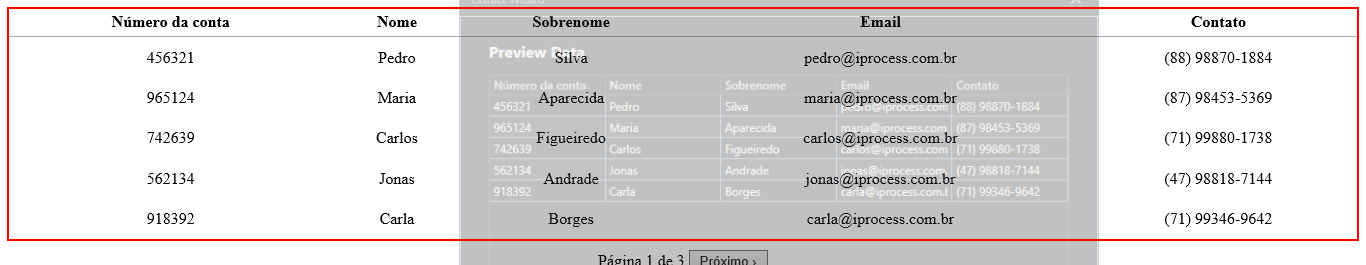 Extract Wizard
Número da conta Nome Sobrenome Email Contato
456321 Pedro Silva pedro@iprocess.com.br (88) 98870-1884
965124 Maria Aparecida maria@iprocess.com.br (87) 98453-5369
742639 Carlos Figueiredo carlos@iprocess.com.br (71) 99880-1738
562134 Jonas Andrade jonas@iprocess.com.br (47) 98818-7144
918392 Carla Borges carla@iprocess.com.br (71) 99346-9642
Preview Data
Número da conta Nome Sobrenome Email Contato
456321 Pedro Silva pedro@iprocess.com (88) 98870-1884
965124 Maria Aparecida maria@iprocess.com (87) 98453-5369
742639 Carlos Figueiredo carlos@iprocess.com (71) 99880-1738
562134 Jonas Andrade jonas@iprocess.com.b (47) 98818-7144
918392 Carla Borges carla@iprocess.com.l (71) 99346-9642
Página 1 de 3 Próximo ›